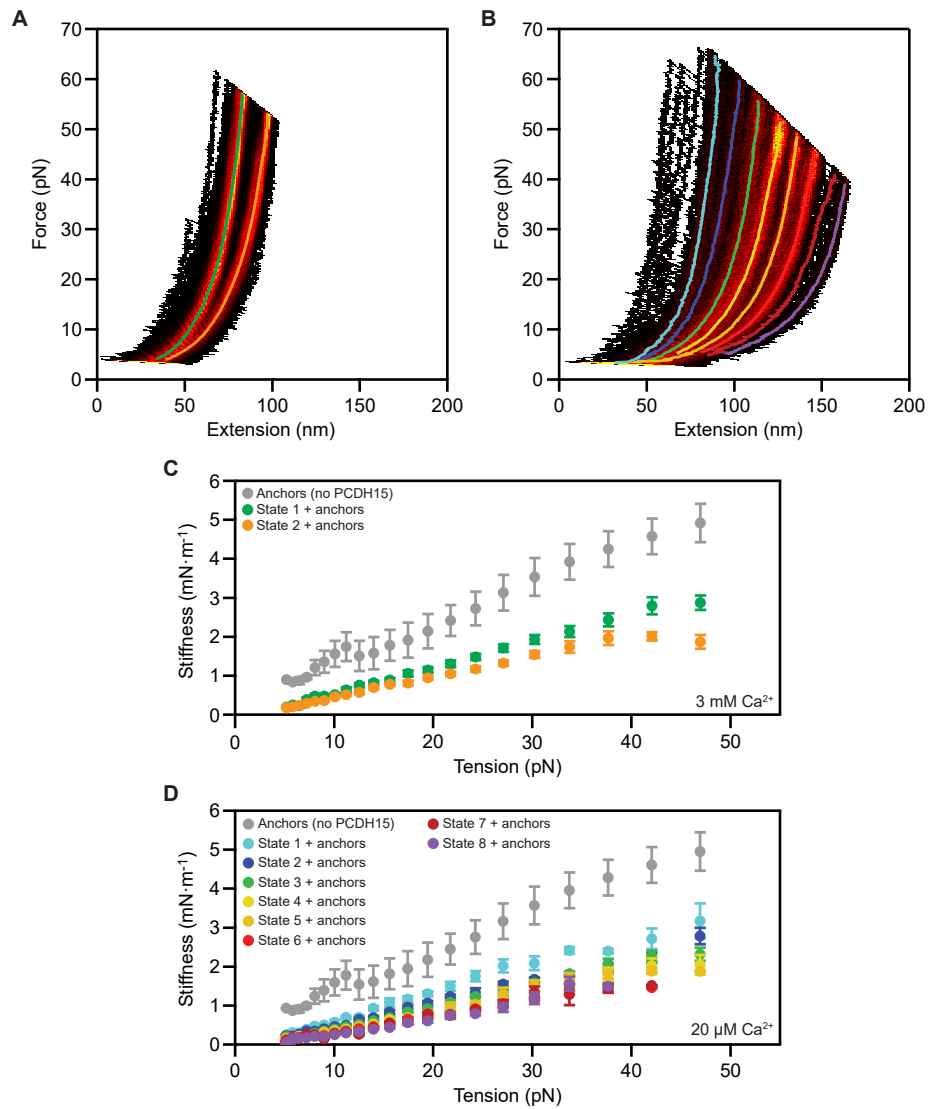 A
70
60
50
40
30
20
10
0
Force (pN)
0 50 100 150 200
Extension (nm)
B
70
60
50
40
30
20
10
0
Force (pN)
0 50 100 150 200
Extension (nm)
C
6
5
4
3
2
1
0
Stiffness (mN·m⁻¹)
Anchors (no PCDH15)
State 1 + anchors
State 2 + anchors
3 mM Ca²⁺
0 10 20 30 40 50
Tension (pN)
D
6
5
4
3
2
1
0
Stiffness (mN·m⁻¹)
Anchors (no PCDH15)
State 1 + anchors
State 2 + anchors
State 3 + anchors
State 4 + anchors
State 5 + anchors
State 6 + anchors
State 7 + anchors
State 8 + anchors
20 µM Ca²⁺
0 10 20 30 40 50
Tension (pN)